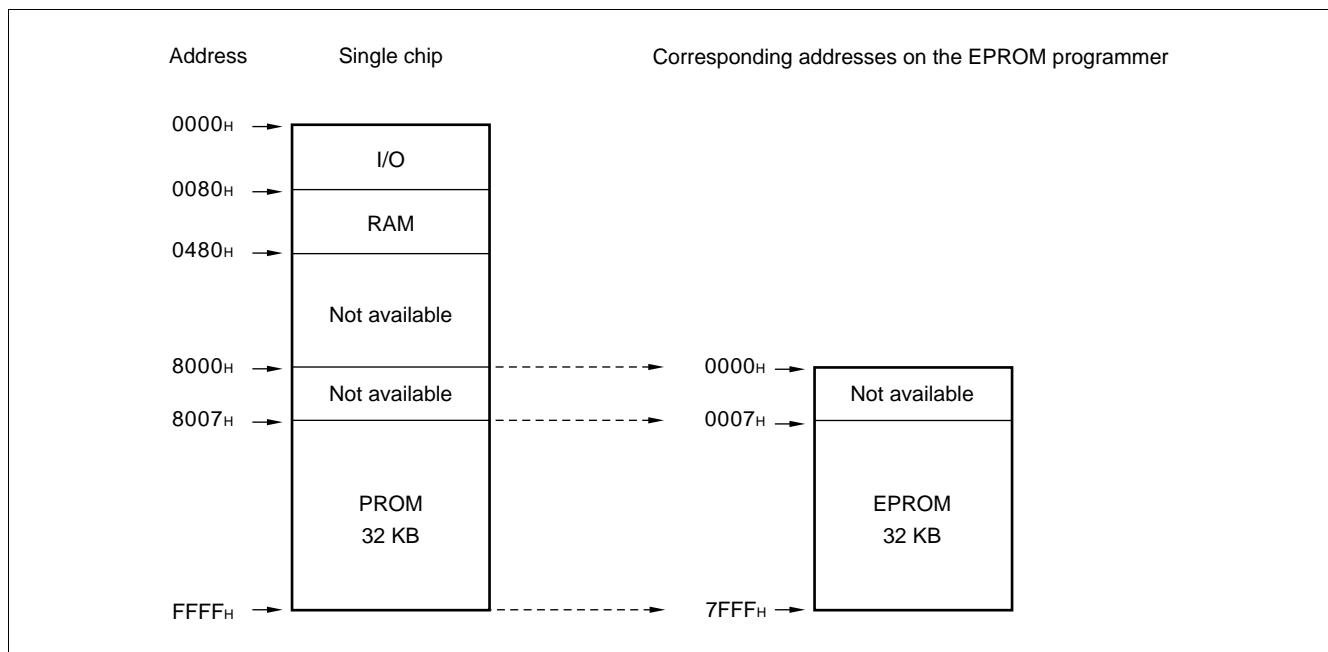 Address Single chip Corresponding addresses on the EPROM programmer
0000H
I/O
0080H
RAM
0480H
Not available
8000H 0000H
Not available Not available
8007H 0007H
PROM EPROM
32 KB 32 KB
FFFFH 7FFFH